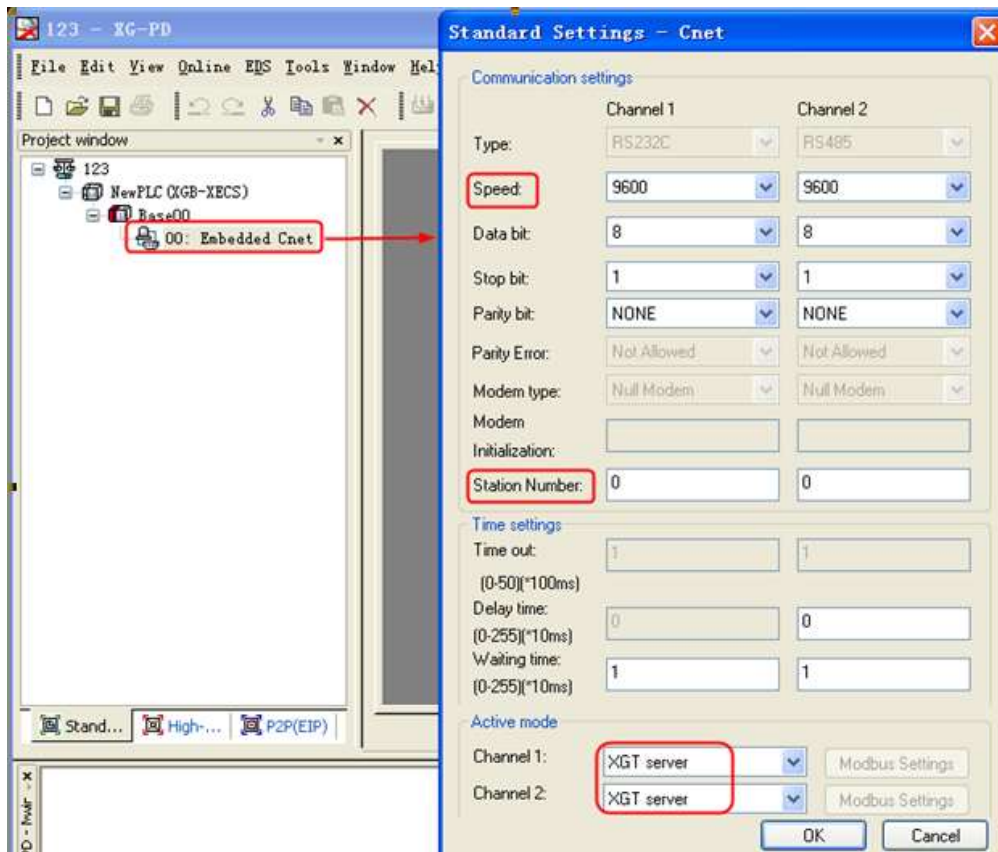 123 - XG-PD
File Edit View Online EDS Tools Window Hel
Project window
123
NewPLC (XGB-XECS)
Base00
00: Embedded Cnet
Stand...
High-...
P2P(EIP)
Standard Settings - Cnet
Communication settings
Channel 1 Channel 2
Type: RS232C RS485
Speed: 9600 9600
Data bit: 8 8
Stop bit: 1 1
Parity bit: NONE NONE
Parity Error: Not Allowed Not Allowed
Modem type: Null Modem Null Modem
Modem
Initialization:
Station Number: 0 0
Time settings
Time out: 1 1
(0-50)(*100ms)
Delay time: 0 0
(0-255)(*10ms)
Waiting time: 1 1
(0-255)(*10ms)
Active mode
Channel 1: XGT server Modbus Settings
Channel 2: XGT server Modbus Settings
OK Cancel